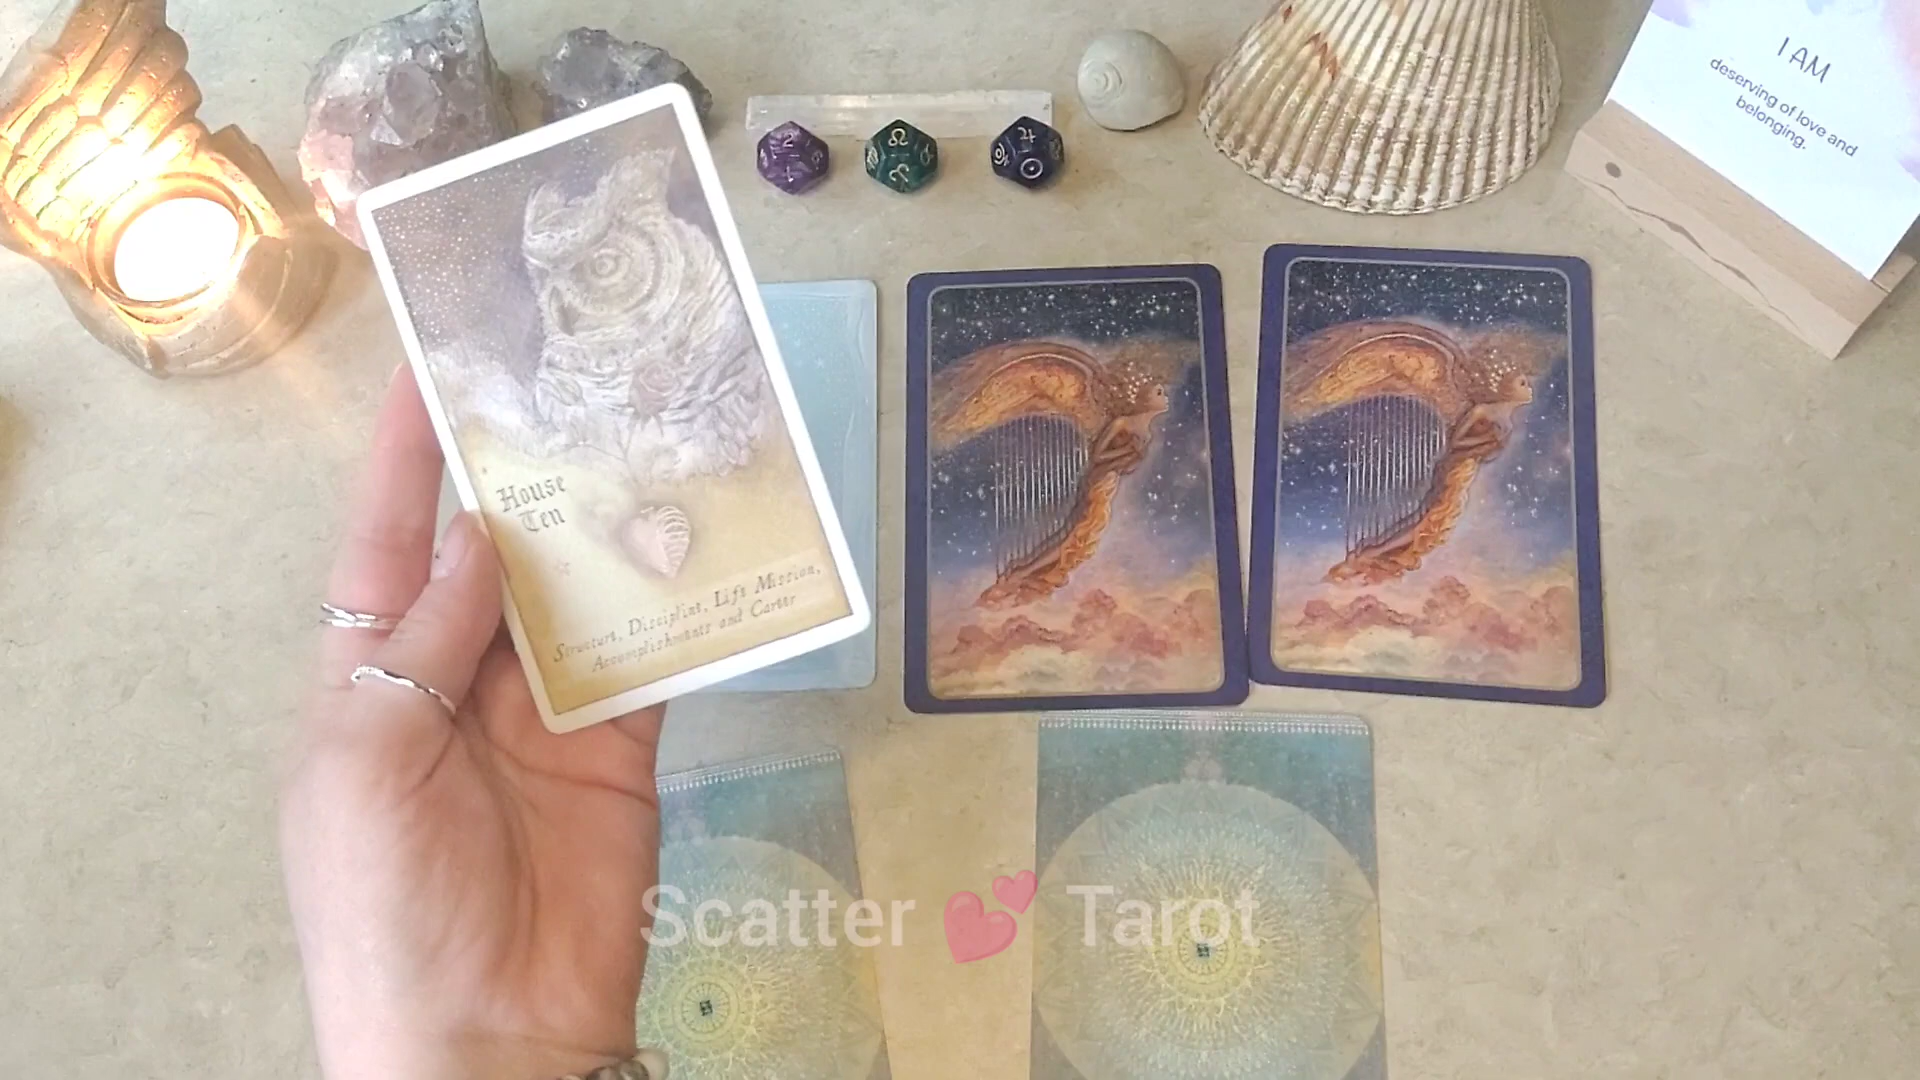 I AM
deserving of love and
belonging.
House
Ten
Structure, Discipline, Life Mission,
Accomplishments and Career
Scatter 💕 Tarot